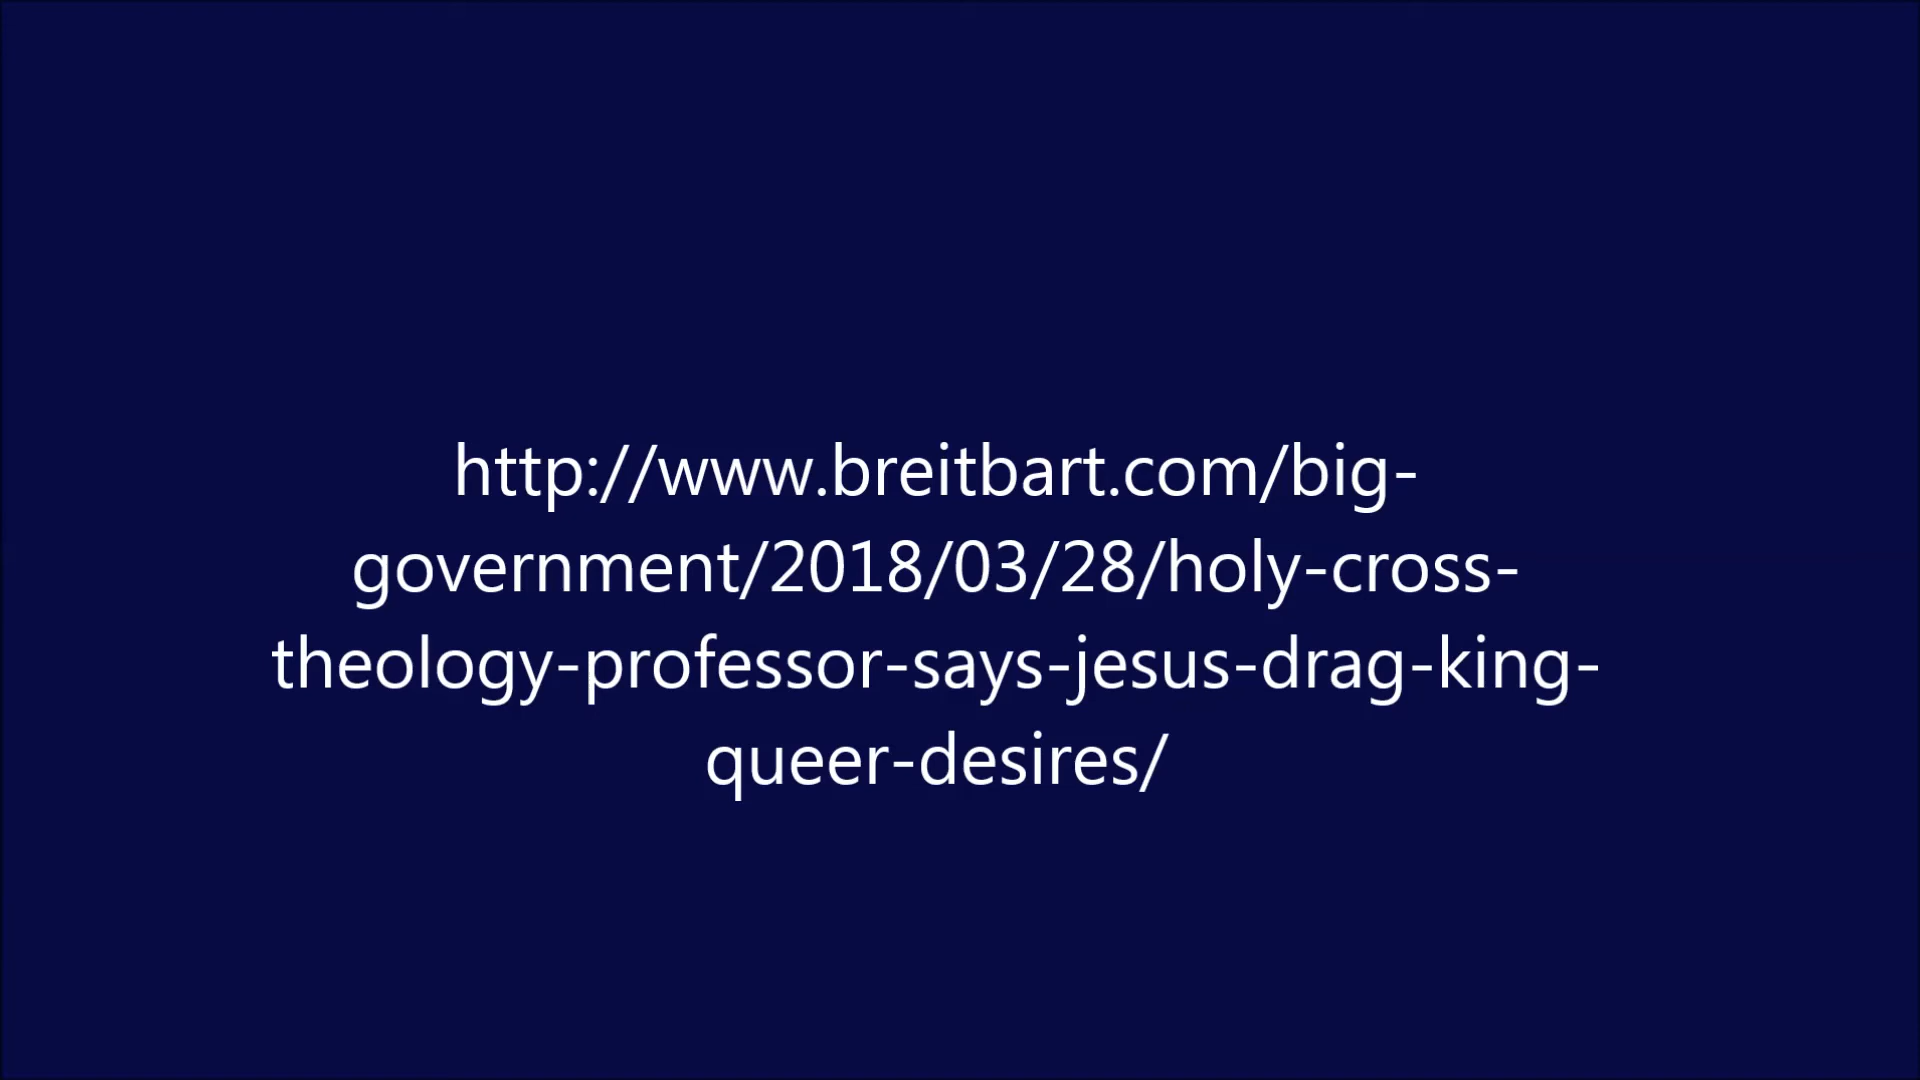 http://www.breitbart.com/big-
government/2018/03/28/holy-cross-
theology-professor-says-jesus-drag-king-
queer-desires/